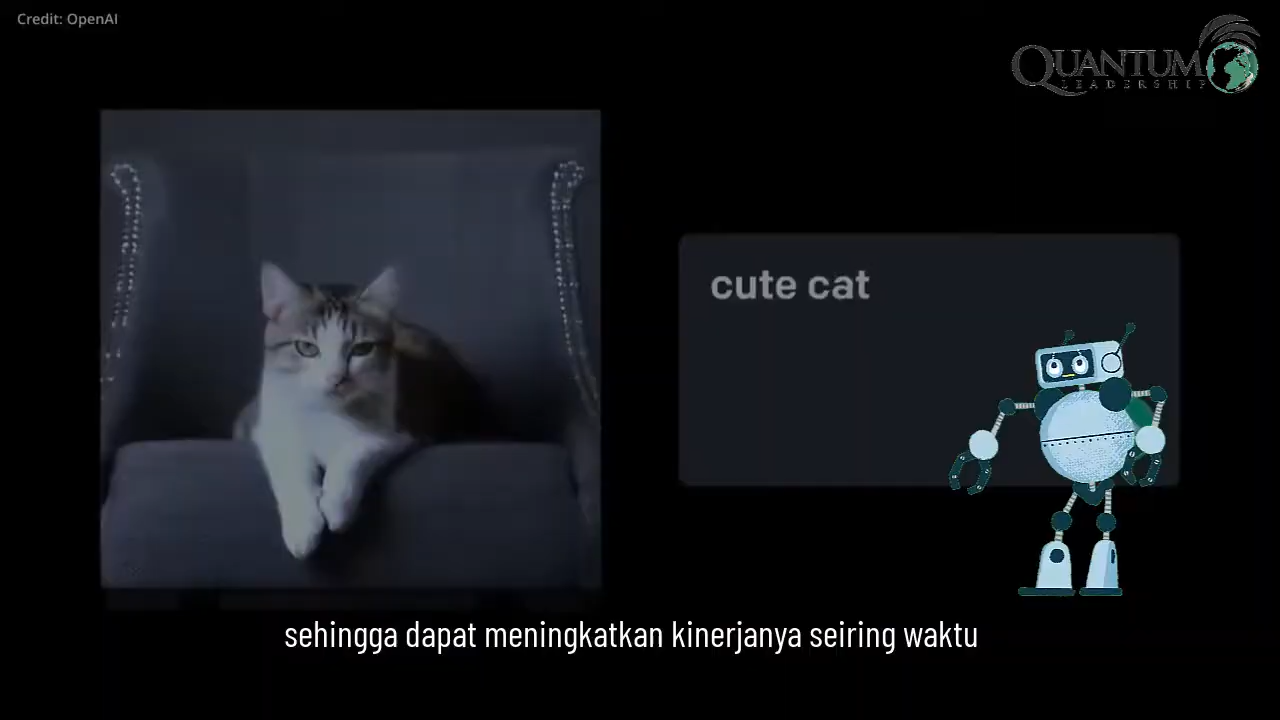 Credit: OpenAI
QUANTUM
LEADERSHIP
cute cat
sehingga dapat meningkatkan kinerjanya seiring waktu